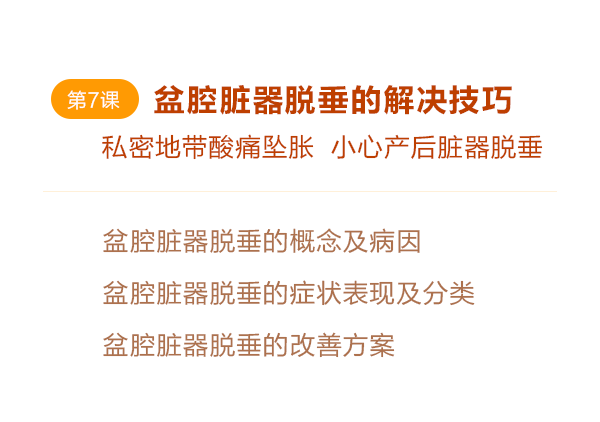 第7课 盆腔脏器脱垂的解决技巧
私密地带酸痛坠胀 小心产后脏器脱垂
盆腔脏器脱垂的概念及病因
盆腔脏器脱垂的症状表现及分类
盆腔脏器脱垂的改善方案